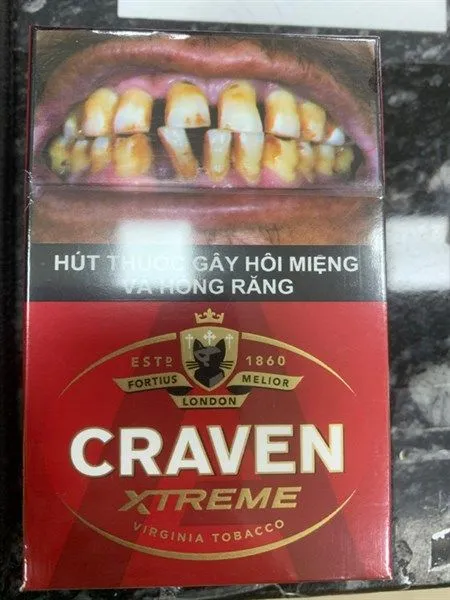 HÚT THUỐC GÂY HÔI MIỆNG
VÀ HỎNG RĂNG
ESTD 1860
FORTIUS MELIOR
LONDON
CRAVEN
XTREME
VIRGINIA TOBACCO